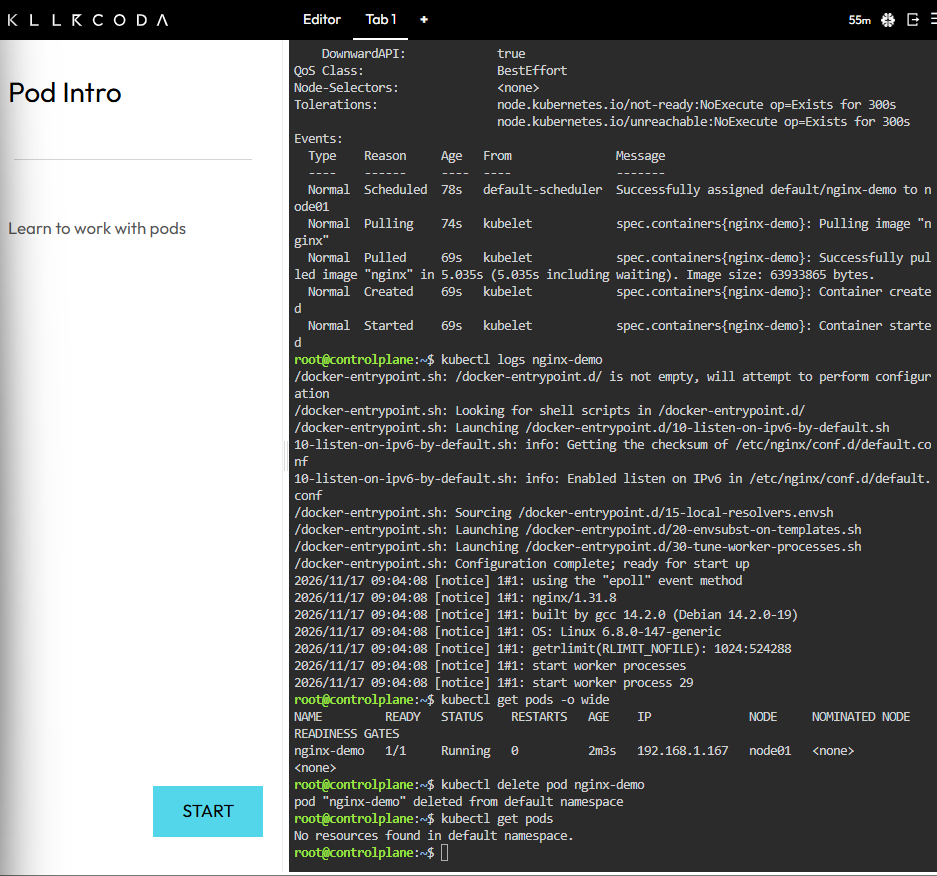 KLLRCODA
Editor Tab 1 + 55m
Pod Intro
Learn to work with pods
START
DownwardAPI: true
QoS Class: BestEffort
Node-Selectors: <none>
Tolerations: node.kubernetes.io/not-ready:NoExecute op=Exists for 300s
node.kubernetes.io/unreachable:NoExecute op=Exists for 300s
Events:
Type Reason Age From Message
---- ------ ---- ---- -------
Normal Scheduled 78s default-scheduler Successfully assigned default/nginx-demo to n
ode01
Normal Pulling 74s kubelet spec.containers{nginx-demo}: Pulling image "n
ginx"
Normal Pulled 69s kubelet spec.containers{nginx-demo}: Successfully pul
led image "nginx" in 5.035s (5.035s including waiting). Image size: 63933865 bytes.
Normal Created 69s kubelet spec.containers{nginx-demo}: Container create
d
Normal Started 69s kubelet spec.containers{nginx-demo}: Container starte
d
root@controlplane:~$ kubectl logs nginx-demo
/docker-entrypoint.sh: /docker-entrypoint.d/ is not empty, will attempt to perform configur
ation
/docker-entrypoint.sh: Looking for shell scripts in /docker-entrypoint.d/
/docker-entrypoint.sh: Launching /docker-entrypoint.d/10-listen-on-ipv6-by-default.sh
10-listen-on-ipv6-by-default.sh: info: Getting the checksum of /etc/nginx/conf.d/default.co
nf
10-listen-on-ipv6-by-default.sh: info: Enabled listen on IPv6 in /etc/nginx/conf.d/default.
conf
/docker-entrypoint.sh: Sourcing /docker-entrypoint.d/15-local-resolvers.envsh
/docker-entrypoint.sh: Launching /docker-entrypoint.d/20-envsubst-on-templates.sh
/docker-entrypoint.sh: Launching /docker-entrypoint.d/30-tune-worker-processes.sh
/docker-entrypoint.sh: Configuration complete; ready for start up
2026/11/17 09:04:08 [notice] 1#1: using the "epoll" event method
2026/11/17 09:04:08 [notice] 1#1: nginx/1.31.8
2026/11/17 09:04:08 [notice] 1#1: built by gcc 14.2.0 (Debian 14.2.0-19)
2026/11/17 09:04:08 [notice] 1#1: OS: Linux 6.8.0-147-generic
2026/11/17 09:04:08 [notice] 1#1: getrlimit(RLIMIT_NOFILE): 1024:524288
2026/11/17 09:04:08 [notice] 1#1: start worker processes
2026/11/17 09:04:08 [notice] 1#1: start worker process 29
root@controlplane:~$ kubectl get pods -o wide
NAME READY STATUS RESTARTS AGE IP NODE NOMINATED NODE
READINESS GATES
nginx-demo 1/1 Running 0 2m3s 192.168.1.167 node01 <none>
<none>
root@controlplane:~$ kubectl delete pod nginx-demo
pod "nginx-demo" deleted from default namespace
root@controlplane:~$ kubectl get pods
No resources found in default namespace.
root@controlplane:~$